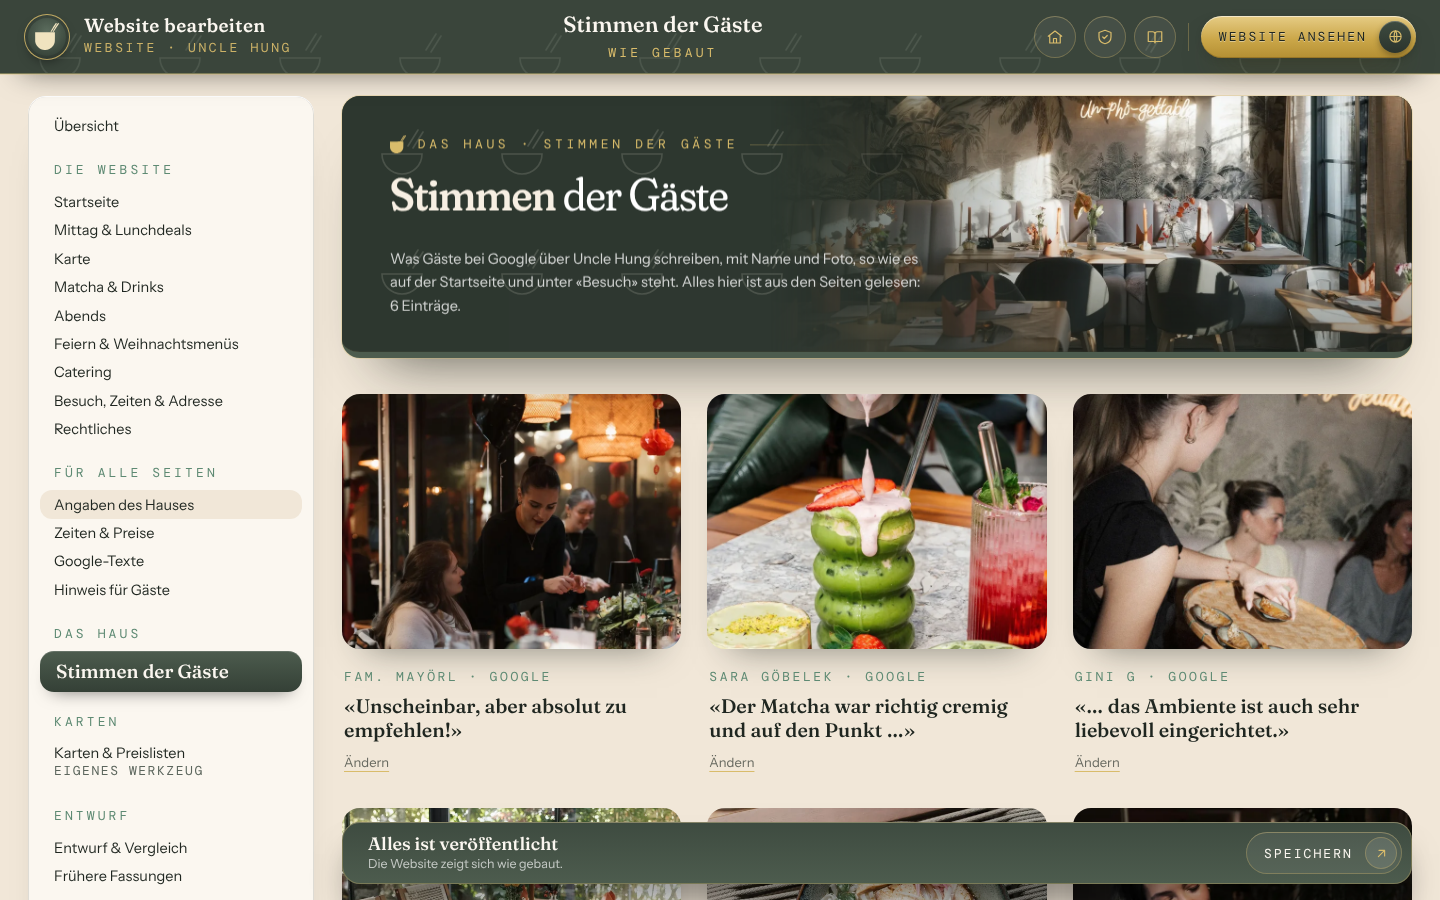 Website bearbeiten
WEBSITE · UNCLE HUNG
Stimmen der Gäste
WIE GEBAUT
WEBSITE ANSEHEN
Übersicht
DIE WEBSITE
Startseite
Mittag & Lunchdeals
Karte
Matcha & Drinks
Abends
Feiern & Weihnachtsmenüs
Catering
Besuch, Zeiten & Adresse
Rechtliches
FÜR ALLE SEITEN
Angaben des Hauses
Zeiten & Preise
Google-Texte
Hinweis für Gäste
DAS HAUS
Stimmen der Gäste
KARTEN
Karten & Preislisten
EIGENES WERKZEUG
ENTWURF
Entwurf & Vergleich
Frühere Fassungen
DAS HAUS · STIMMEN DER GÄSTE
Stimmen der Gäste
Was Gäste bei Google über Uncle Hung schreiben, mit Name und Foto, so wie es
auf der Startseite und unter «Besuch» steht. Alles hier ist aus den Seiten gelesen:
6 Einträge.
Un-Phở-gettable
FAM. MAYÖRL · GOOGLE
«Unscheinbar, aber absolut zu
empfehlen!»
Ändern
SARA GÖBELEK · GOOGLE
«Der Matcha war richtig cremig
und auf den Punkt …»
Ändern
GINI G · GOOGLE
«… das Ambiente ist auch sehr
liebevoll eingerichtet.»
Ändern
Alles ist veröffentlicht
Die Website zeigt sich wie gebaut.
SPEICHERN